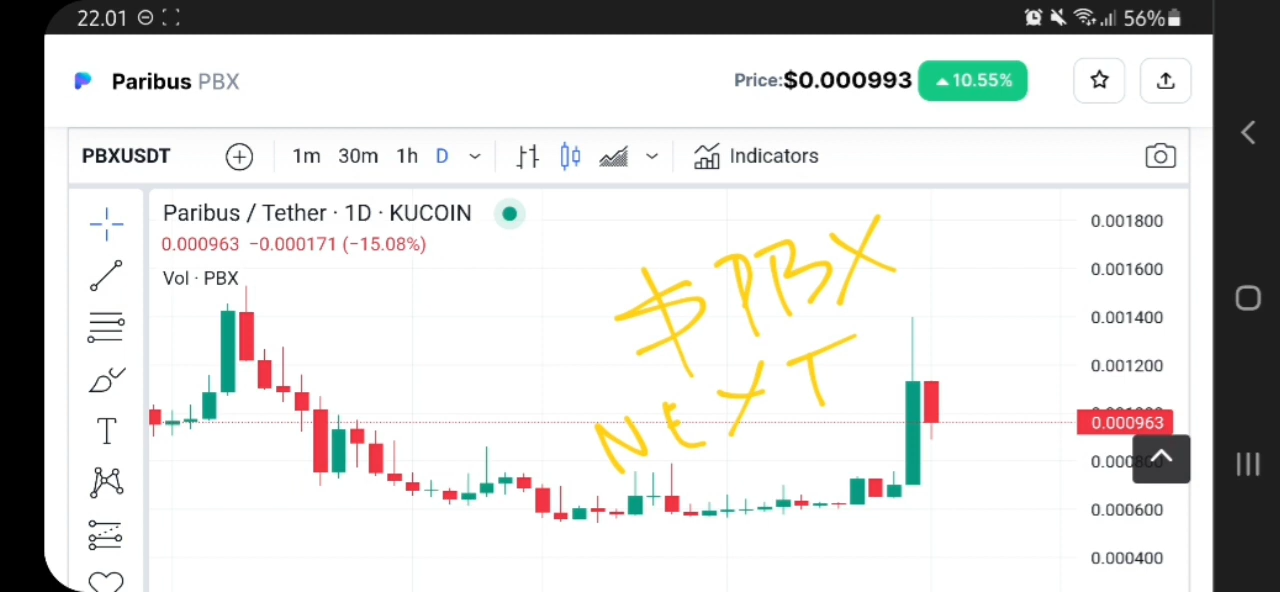 22.01
56%
Paribus PBX
Price:$0.000993
10.55%
PBXUSDT
1m 30m 1h D
Indicators
Paribus / Tether · 1D · KUCOIN
0.000963 −0.000171 (−15.08%)
Vol · PBX
T
$PBX
NEXT
0.001800
0.001600
0.001400
0.001200
0.000963
0.000600
0.000400